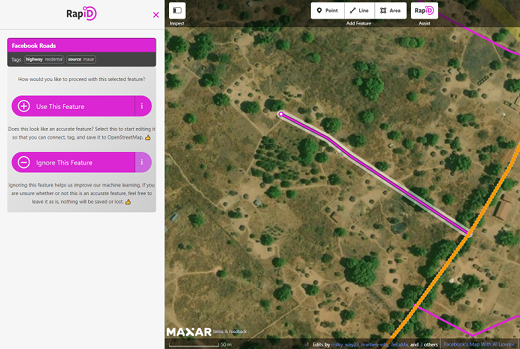 RapiD
Inspect
Point
Line
Area
Add Feature
RapiD
Assist
Facebook Roads
Tags highway residential source maxar
How would you like to proceed with this selected feature?
Use This Feature
i
Does this look like an accurate feature? Select this to start editing it
so that you can connect, tag, and save it to OpenStreetMap. 👍
Ignore This Feature
i
Ignoring this feature helps us improve our machine learning. If you
are unsure whether or not this is an accurate feature, feel free to
leave it as is, nothing will be saved or lost. 👍
MAXAR terms & feedback
50 m
Edits by
and
others
Facebook's Map With AI Layer